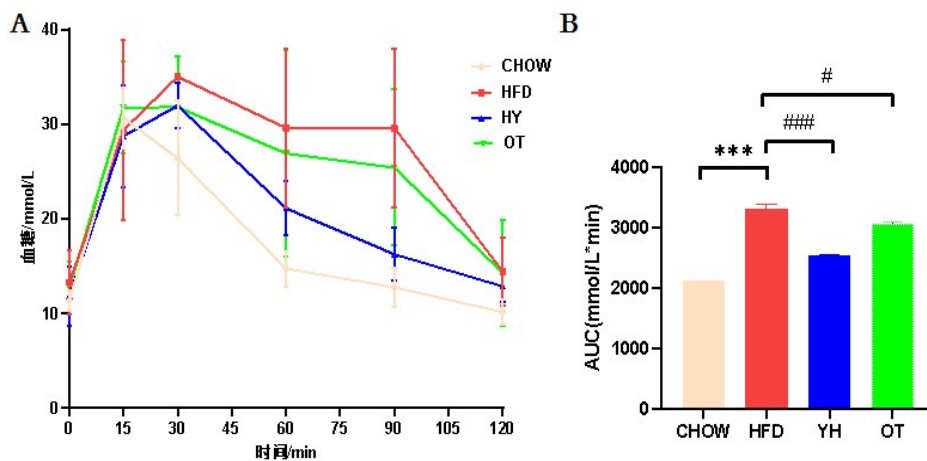 A
血糖/mmol/L
40
30
20
10
0
0 15 30 45 60 75 90 105 120
时间/min
CHOW
HFD
HY
OT
B
AUC(mmol/L*min)
4000
3000
2000
1000
0
***
###
#
CHOW HFD YH OT